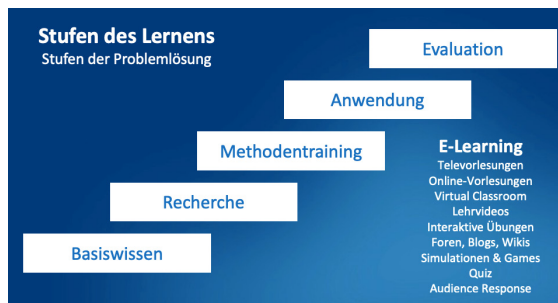 Stufen des Lernens
Stufen der Problemlösung
Evaluation
Anwendung
Methodentraining
Recherche
Basiswissen
E-Learning
Televorlesungen
Online-Vorlesungen
Virtual Classroom
Lehrvideos
Interaktive Übungen
Foren, Blogs, Wikis
Simulationen & Games
Quiz
Audience Response